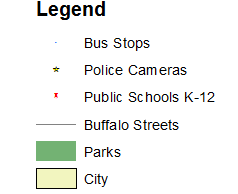 Legend
Bus Stops
Police Cameras
Public Schools K-12
Buffalo Streets
Parks
City